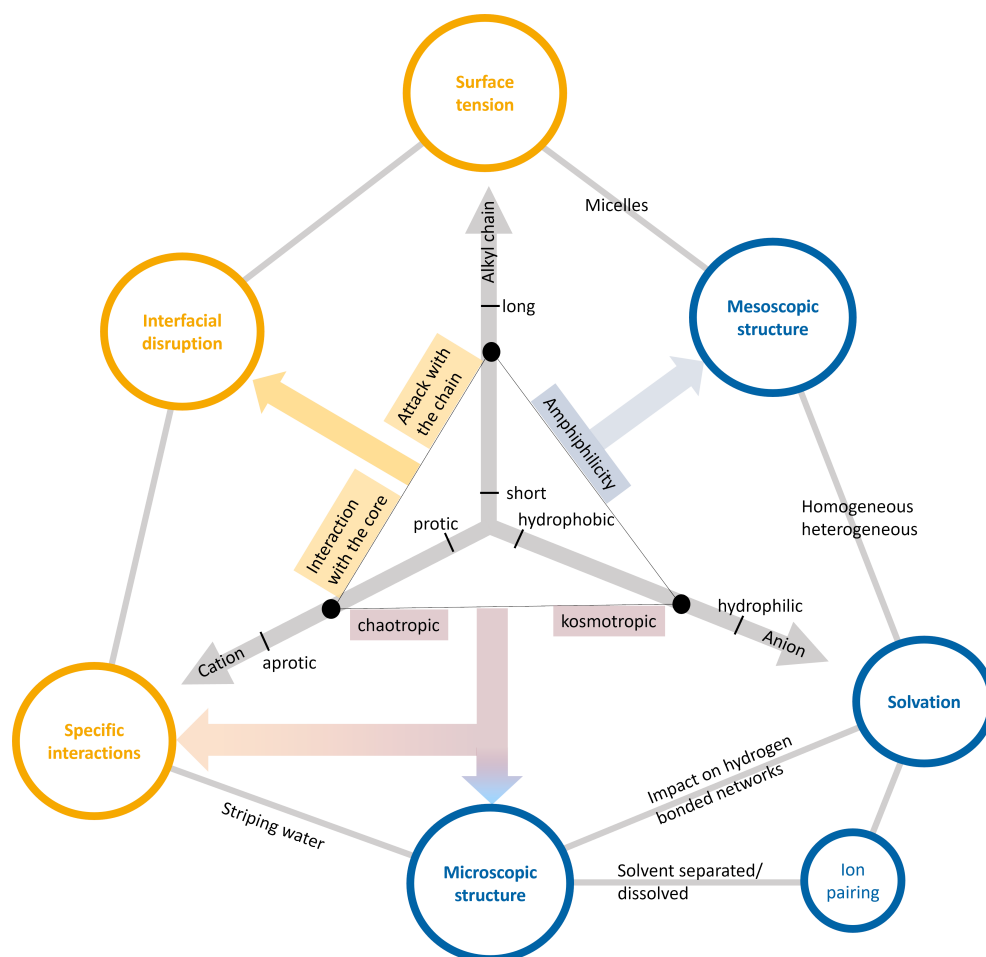 Surface
tension
Micelles
Alkyl chain
long
Interfacial
disruption
Mesoscopic
structure
Attack with
the chain
Amphiphilicity
Interaction
with the core
short
protic
hydrophobic
Homogeneous
heterogeneous
chaotropic
kosmotropic
hydrophilic
Anion
Cation
aprotic
Specific
interactions
Solvation
Impact on hydrogen
bonded networks
Striping water
Microscopic
structure
Solvent separated/
dissolved
Ion
pairing